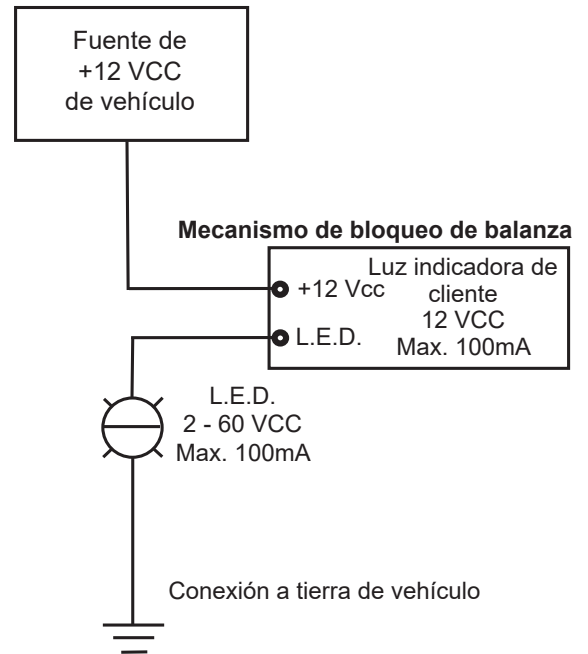 Fuente de
+12 VCC
de vehículo
Mecanismo de bloqueo de balanza
Luz indicadora de
+12 Vcc
cliente
12 VCC
L.E.D.
Max. 100mA
L.E.D.
2 - 60 VCC
Max. 100mA
Conexión a tierra de vehículo